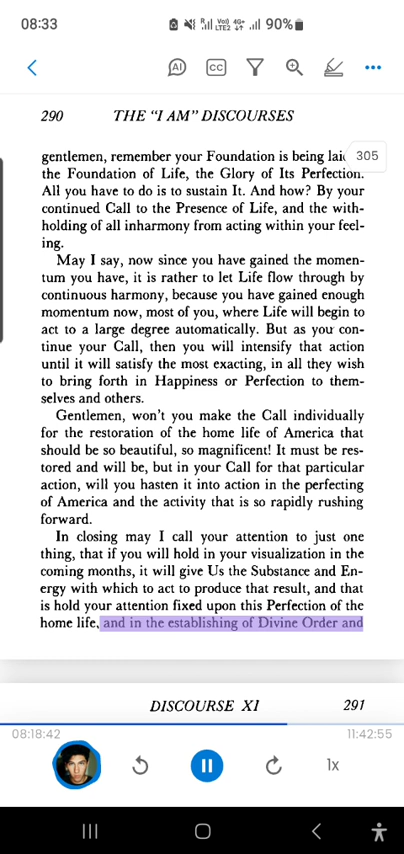 08:33
R
Vo))
LTE2
4G+
90%
AI
CC
290 THE "I AM" DISCOURSES
305
gentlemen, remember your Foundation is being lai
the Foundation of Life, the Glory of Its Perfection.
All you have to do is to sustain It. And how? By your
continued Call to the Presence of Life, and the with-
holding of all inharmony from acting within your feel-
ing.
May I say, now since you have gained the momen-
tum you have, it is rather to let Life flow through by
continuous harmony, because you have gained enough
momentum now, most of you, where Life will begin to
act to a large degree automatically. But as you con-
tinue your Call, then you will intensify that action
until it will satisfy the most exacting, in all they wish
to bring forth in Happiness or Perfection to them-
selves and others.
Gentlemen, won't you make the Call individually
for the restoration of the home life of America that
should be so beautiful, so magnificent! It must be res-
tored and will be, but in your Call for that particular
action, will you hasten it into action in the perfecting
of America and the activity that is so rapidly rushing
forward.
In closing may I call your attention to just one
thing, that if you will hold in your visualization in the
coming months, it will give Us the Substance and En-
ergy with which to act to produce that result, and that
is hold your attention fixed upon this Perfection of the
home life, and in the establishing of Divine Order and
DISCOURSE XI 291
08:18:42
11:42:55
1x